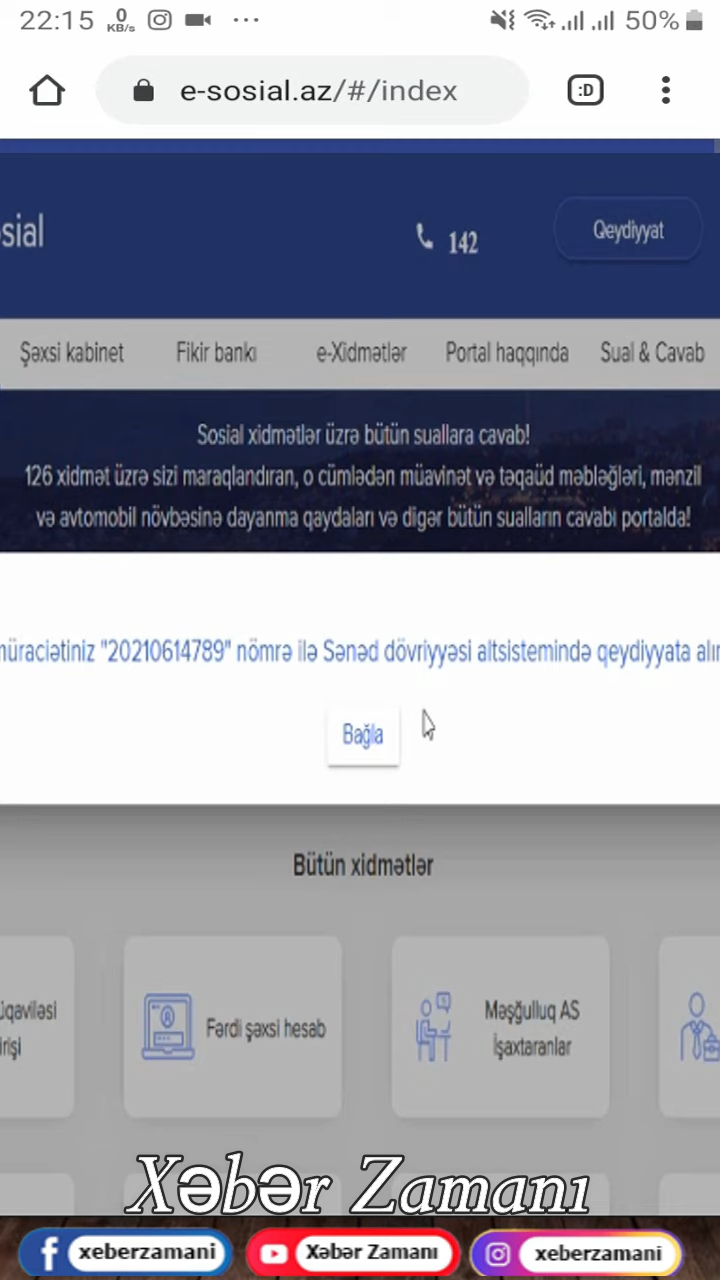 22:15 0 KB/s 50%
e-sosial.az/#/index :D
sial 142 Qeydiyyat
Şəxsi kabinet Fikir bankı e-Xidmətlər Portal haqqında Sual & Cavab
Sosial xidmətlər üzrə bütün suallara cavab!
126 xidmət üzrə sizi maraqlandıran, o cümlədən müavinət və təqaüd məbləğləri, mənzil
və avtomobil növbəsinə dayanma qaydaları və digər bütün sualların cavabı portalda!
müraciətiniz "20210614789" nömrə ilə Sənəd dövriyyəsi altsistemində qeydiyyata alın
Bağla
Bütün xidmətlər
üqaviləsi
irişi
Fərdi şəxsi hesab
Məşğulluq AS
İşaxtaranlar
Xəbər Zamanı
xeberzamani Xəbər Zamanı xeberzamani